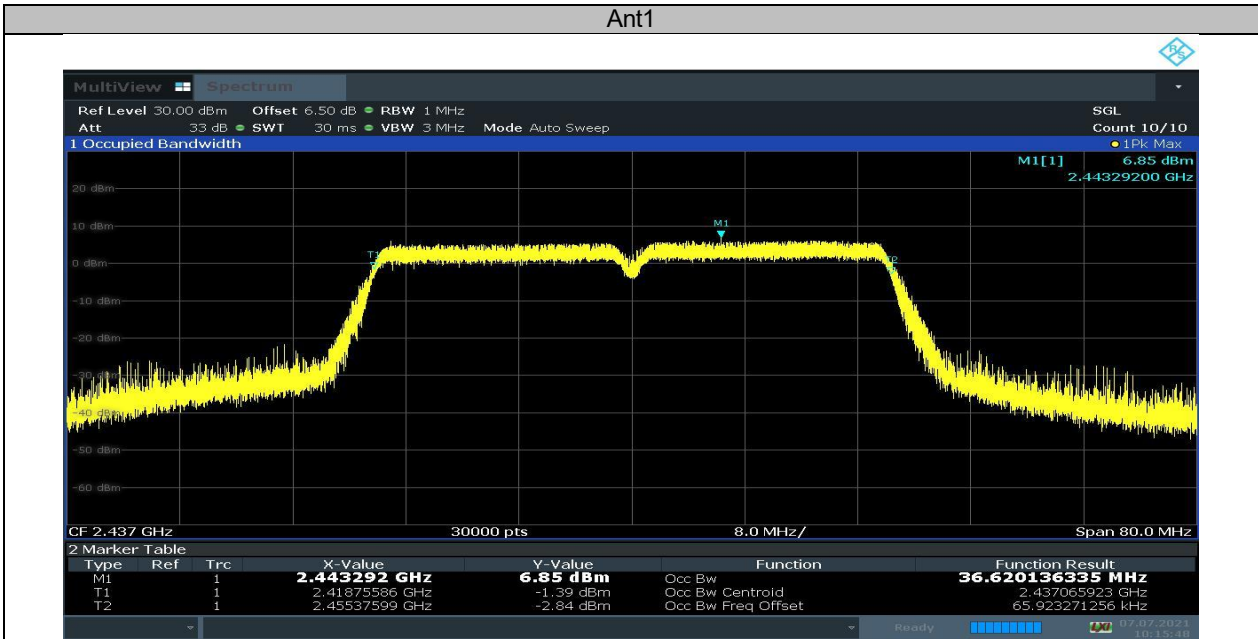 Ant1
R/S
MultiView Spectrum
Ref Level 30.00 dBm Offset 6.50 dB RBW 1 MHz SGL
Att 33 dB SWT 30 ms VBW 3 MHz Mode Auto Sweep Count 10/10
1 Occupied Bandwidth 1Pk Max
M1[1] 6.85 dBm
2.44329200 GHz
20 dBm
M1
10 dBm
T1
T2
0 dBm
-10 dBm
-20 dBm
-30 dBm
-40 dBm
-50 dBm
-60 dBm
CF 2.437 GHz 30000 pts 8.0 MHz/ Span 80.0 MHz
2 Marker Table
Type Ref Trc X-Value Y-Value Function Function Result
M1 1 2.443292 GHz 6.85 dBm Occ Bw 36.620136335 MHz
T1 1 2.41875586 GHz -1.39 dBm Occ Bw Centroid 2.437065923 GHz
T2 1 2.45537599 GHz -2.84 dBm Occ Bw Freq Offset 65.923271256 kHz
Ready LXI 07.07.2021
10:15:48